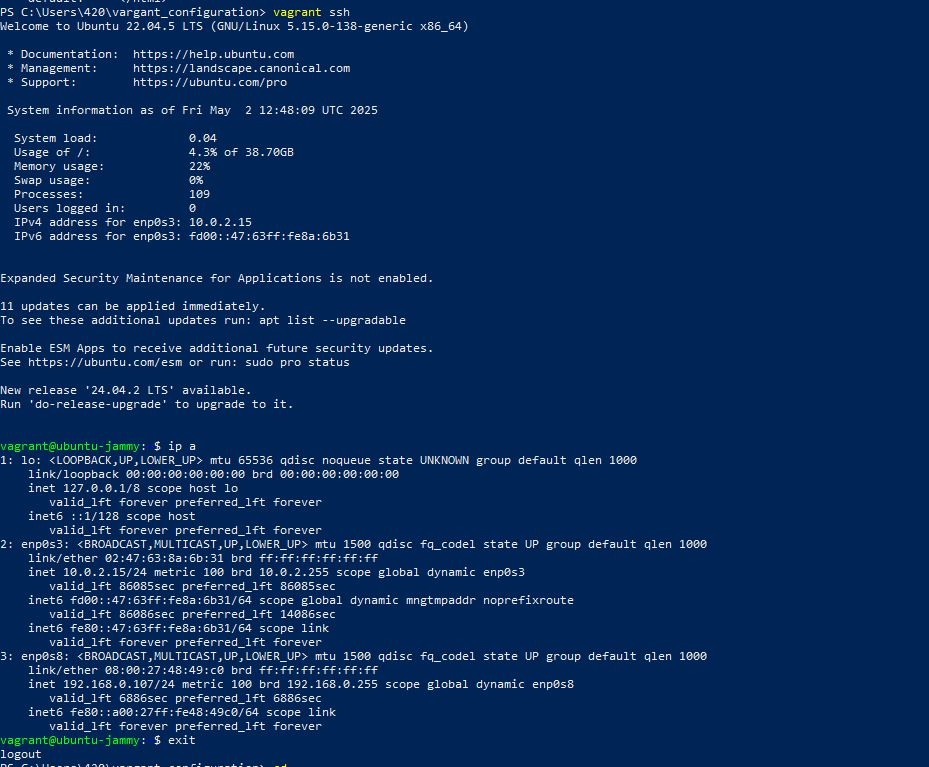 PS C:\Users\420\vargant_configuration> vagrant ssh
Welcome to Ubuntu 22.04.5 LTS (GNU/Linux 5.15.0-138-generic x86_64)
* Documentation:  https://help.ubuntu.com
* Management:     https://landscape.canonical.com
* Support:        https://ubuntu.com/pro
System information as of Fri May  2 12:48:09 UTC 2025
System load:             0.04
Usage of /:              4.3% of 38.70GB
Memory usage:            22%
Swap usage:              0%
Processes:               109
Users logged in:         0
IPv4 address for enp0s3: 10.0.2.15
IPv6 address for enp0s3: fd00::47:63ff:fe8a:6b31
Expanded Security Maintenance for Applications is not enabled.
11 updates can be applied immediately.
To see these additional updates run: apt list --upgradable
Enable ESM Apps to receive additional future security updates.
See https://ubuntu.com/esm or run: sudo pro status
New release '24.04.2 LTS' available.
Run 'do-release-upgrade' to upgrade to it.
vagrant@ubuntu-jammy: $ ip a
1: lo: <LOOPBACK,UP,LOWER_UP> mtu 65536 qdisc noqueue state UNKNOWN group default qlen 1000
link/loopback 00:00:00:00:00:00 brd 00:00:00:00:00:00
inet 127.0.0.1/8 scope host lo
valid_lft forever preferred_lft forever
inet6 ::1/128 scope host
valid_lft forever preferred_lft forever
2: enp0s3: <BROADCAST,MULTICAST,UP,LOWER_UP> mtu 1500 qdisc fq_codel state UP group default qlen 1000
link/ether 02:47:63:8a:6b:31 brd ff:ff:ff:ff:ff:ff
inet 10.0.2.15/24 metric 100 brd 10.0.2.255 scope global dynamic enp0s3
valid_lft 86085sec preferred_lft 86085sec
inet6 fd00::47:63ff:fe8a:6b31/64 scope global dynamic mngtmpaddr noprefixroute
valid_lft 86086sec preferred_lft 14086sec
inet6 fe80::47:63ff:fe8a:6b31/64 scope link
valid_lft forever preferred_lft forever
3: enp0s8: <BROADCAST,MULTICAST,UP,LOWER_UP> mtu 1500 qdisc fq_codel state UP group default qlen 1000
link/ether 08:00:27:48:49:c0 brd ff:ff:ff:ff:ff:ff
inet 192.168.0.107/24 metric 100 brd 192.168.0.255 scope global dynamic enp0s8
valid_lft 6886sec preferred_lft 6886sec
inet6 fe80::a00:27ff:fe48:49c0/64 scope link
valid_lft forever preferred_lft forever
vagrant@ubuntu-jammy: $ exit
logout